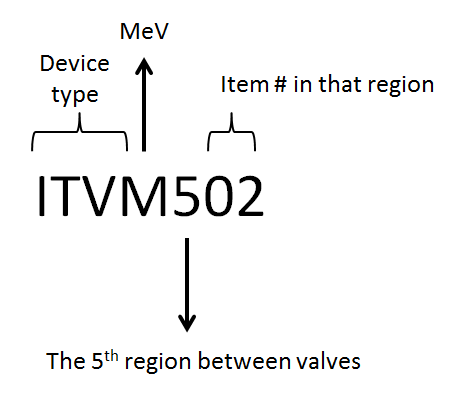 MeV
Device
type
Item # in that region
ITVM502
The 5th region between valves